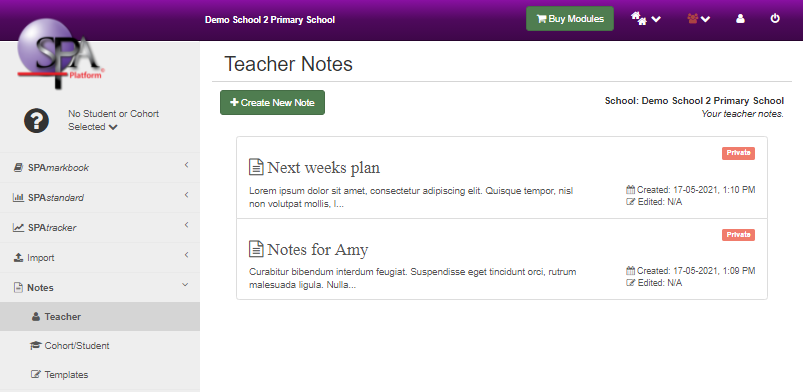 Demo School 2 Primary School
Buy Modules
SPA
Platform©
No Student or Cohort
Selected
SPAmarkbook
SPAstandard
SPAtracker
Import
Notes
Teacher
Cohort/Student
Templates
Teacher Notes
Create New Note
School: Demo School 2 Primary School
Your teacher notes.
Private
Next weeks plan
Lorem ipsum dolor sit amet, consectetur adipiscing elit. Quisque tempor, nisl
non volutpat mollis, l...
Created: 17-05-2021, 1:10 PM
Edited: N/A
Private
Notes for Amy
Curabitur bibendum interdum feugiat. Suspendisse eget tincidunt orci, rutrum
malesuada ligula. Nulla...
Created: 17-05-2021, 1:09 PM
Edited: N/A